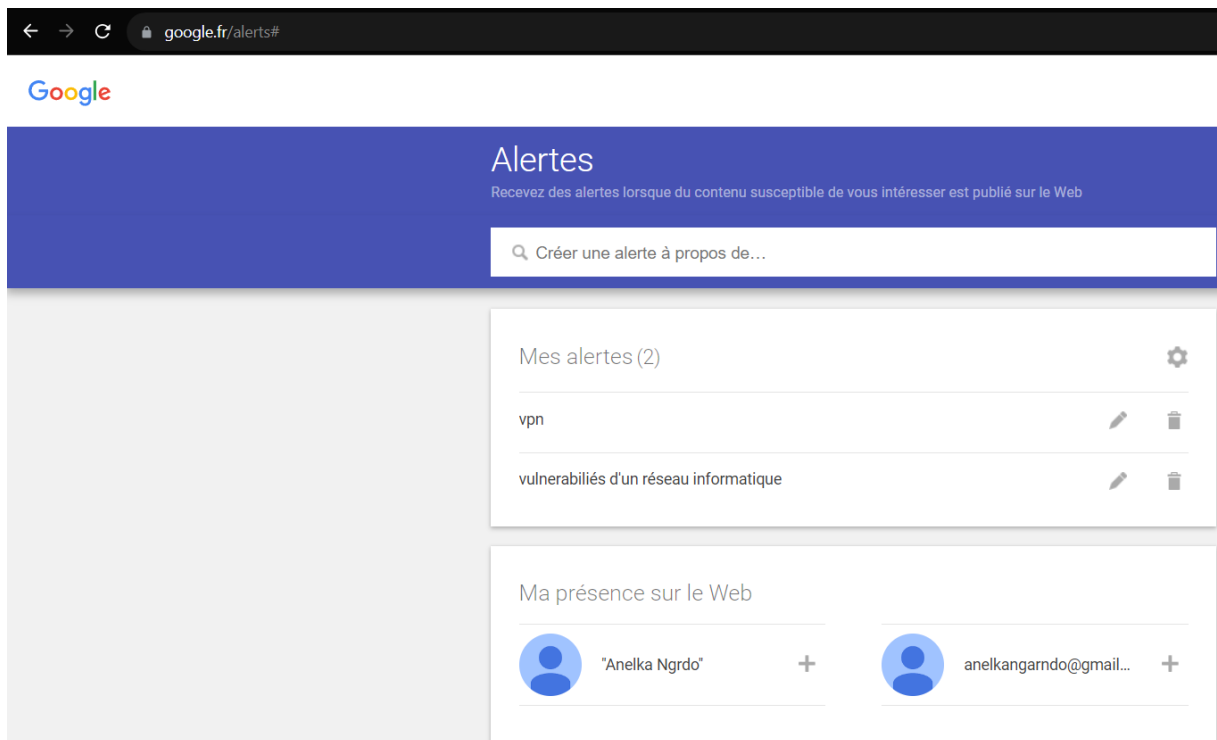 google.fr/alerts#
Google
Alertes
Recevez des alertes lorsque du contenu susceptible de vous intéresser est publié sur le Web
Créer une alerte à propos de…
Mes alertes (2)
vpn
vulnerabiliés d'un réseau informatique
Ma présence sur le Web
"Anelka Ngrdo"
anelkangarndo@gmail...